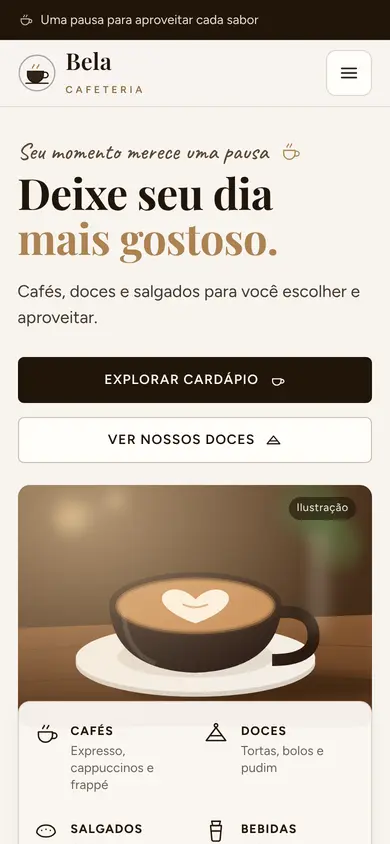 Uma pausa para aproveitar cada sabor
Bela
CAFETERIA
Seu momento merece uma pausa
Deixe seu dia
mais gostoso.
Cafés, doces e salgados para você escolher e
aproveitar.
EXPLORAR CARDÁPIO
VER NOSSOS DOCES
Ilustração
CAFÉS
Expresso,
cappuccinos e
frappé
DOCES
Tortas, bolos e
pudim
SALGADOS
BEBIDAS